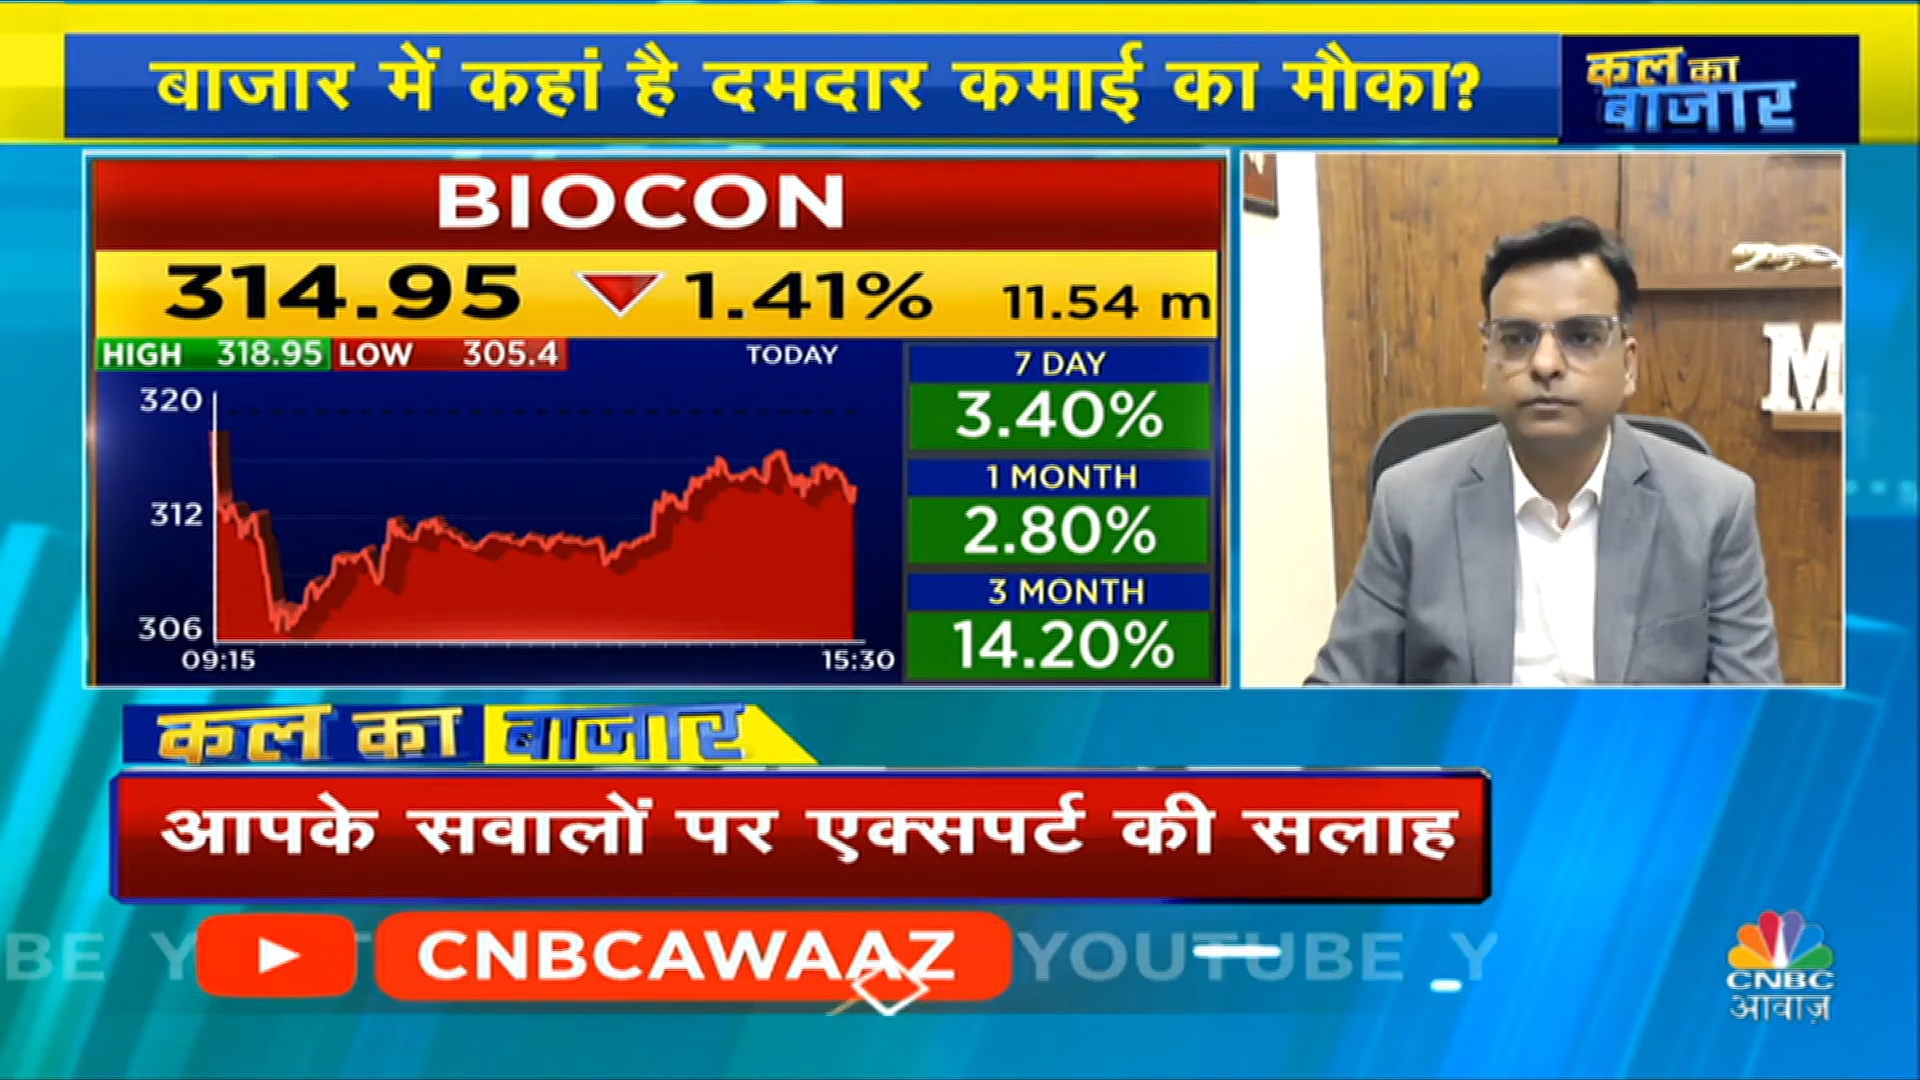 बाजार में कहां है दमदार कमाई का मौका?
कल का
बाजार
BIOCON
314.95 1.41% 11.54 m
HIGH 318.95 LOW 305.4 TODAY
7 DAY
3.40%
1 MONTH
2.80%
3 MONTH
14.20%
320
312
306
09:15 15:30
M
कल का बाजार
आपके सवालों पर एक्सपर्ट की सलाह
BE Y CNBCAWAAZ YOUTUBE Y
CNBC
आवाज़